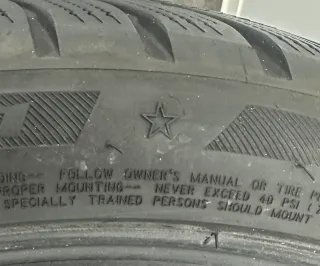 FOLLOW OWNER'S MANUAL OR TIRE
PROPER MOUNTING-- NEVER EXCEED 40 PSI
SPECIALLY TRAINED PERSONS SHOULD MOUNT